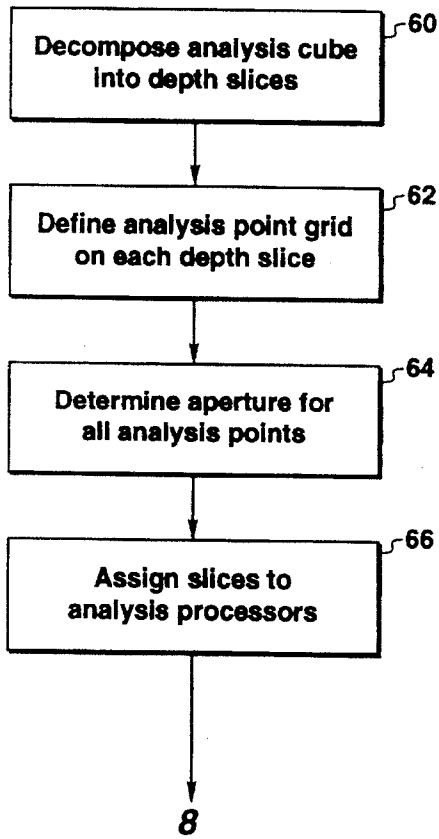 Decompose analysis cube
into depth slices
60
Define analysis point grid
on each depth slice
62
Determine aperture for
all analysis points
64
Assign slices to
analysis processors
66
8